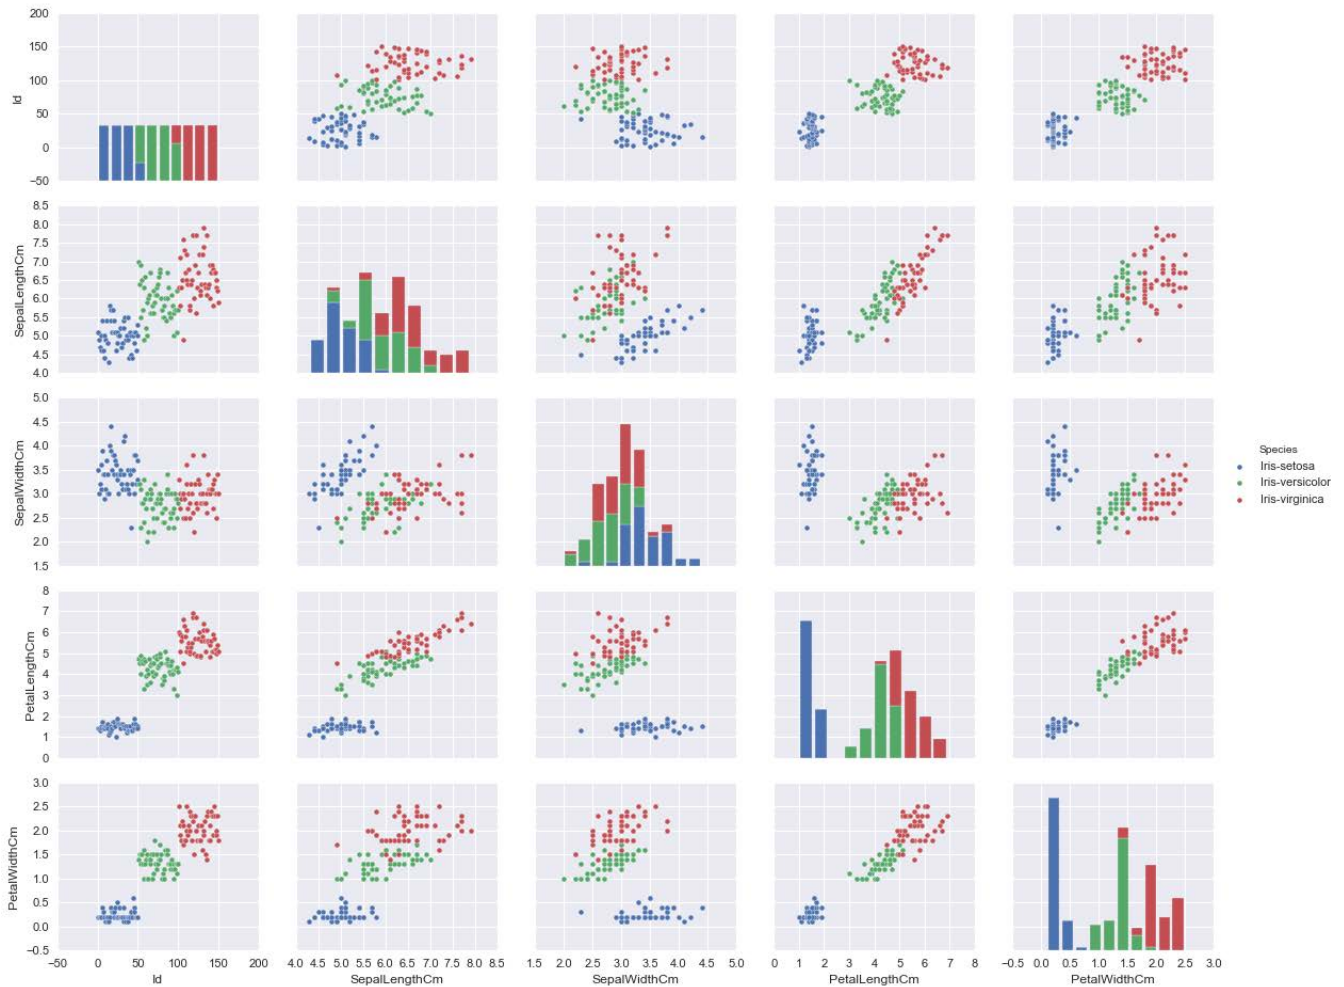 200
150
100
50
0
−50
Id
8.5
8.0
7.5
7.0
6.5
6.0
5.5
5.0
4.5
4.0
SepalLengthCm
5.0
4.5
4.0
3.5
3.0
2.5
2.0
1.5
SepalWidthCm
Species
Iris-setosa
Iris-versicolor
Iris-virginica
8
7
6
5
4
3
2
1
0
PetalLengthCm
3.0
2.5
2.0
1.5
1.0
0.5
0.0
−0.5
PetalWidthCm
−50 0 50 100 150 200
Id
4.0 4.5 5.0 5.5 6.0 6.5 7.0 7.5 8.0 8.5
SepalLengthCm
1.5 2.0 2.5 3.0 3.5 4.0 4.5 5.0
SepalWidthCm
0 1 2 3 4 5 6 7 8
PetalLengthCm
−0.5 0.0 0.5 1.0 1.5 2.0 2.5 3.0
PetalWidthCm